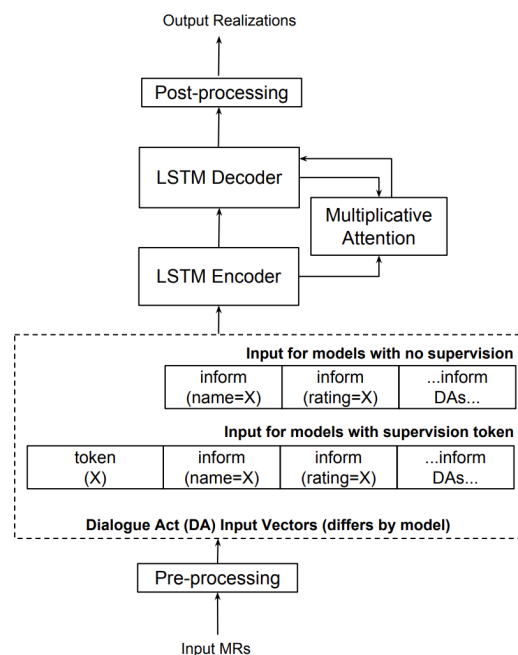 Output Realizations
Post-processing
LSTM Decoder
Multiplicative
Attention
LSTM Encoder
Input for models with no supervision
inform
(name=X)
inform
(rating=X)
...inform
DAs...
Input for models with supervision token
token
(X)
inform
(name=X)
inform
(rating=X)
...inform
DAs...
Dialogue Act (DA) Input Vectors (differs by model)
Pre-processing
Input MRs